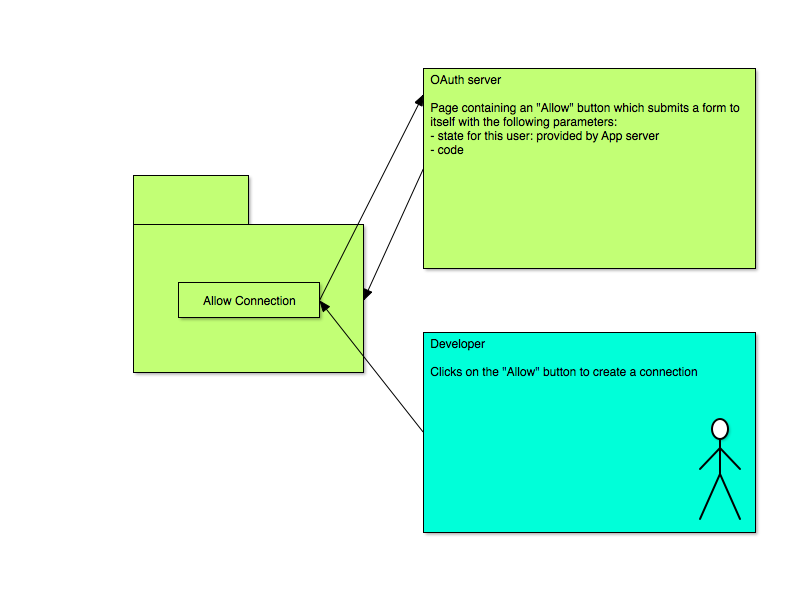 OAuth server
Page containing an "Allow" button which submits a form to
itself with the following parameters:
- state for this user: provided by App server
- code
Allow Connection
Developer
Clicks on the "Allow" button to create a connection